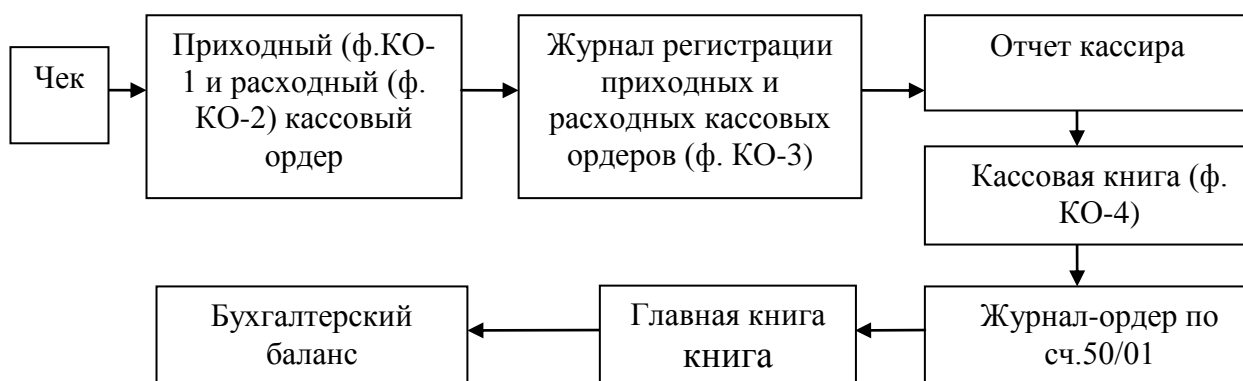 Чек
Приходный (ф.КО-
1 и расходный (ф.
КО-2) кассовый
ордер
Журнал регистрации
приходных и
расходных кассовых
ордеров (ф. КО-3)
Отчет кассира
Кассовая книга (ф.
КО-4)
Журнал-ордер по
сч.50/01
Главная книга
книга
Бухгалтерский
баланс